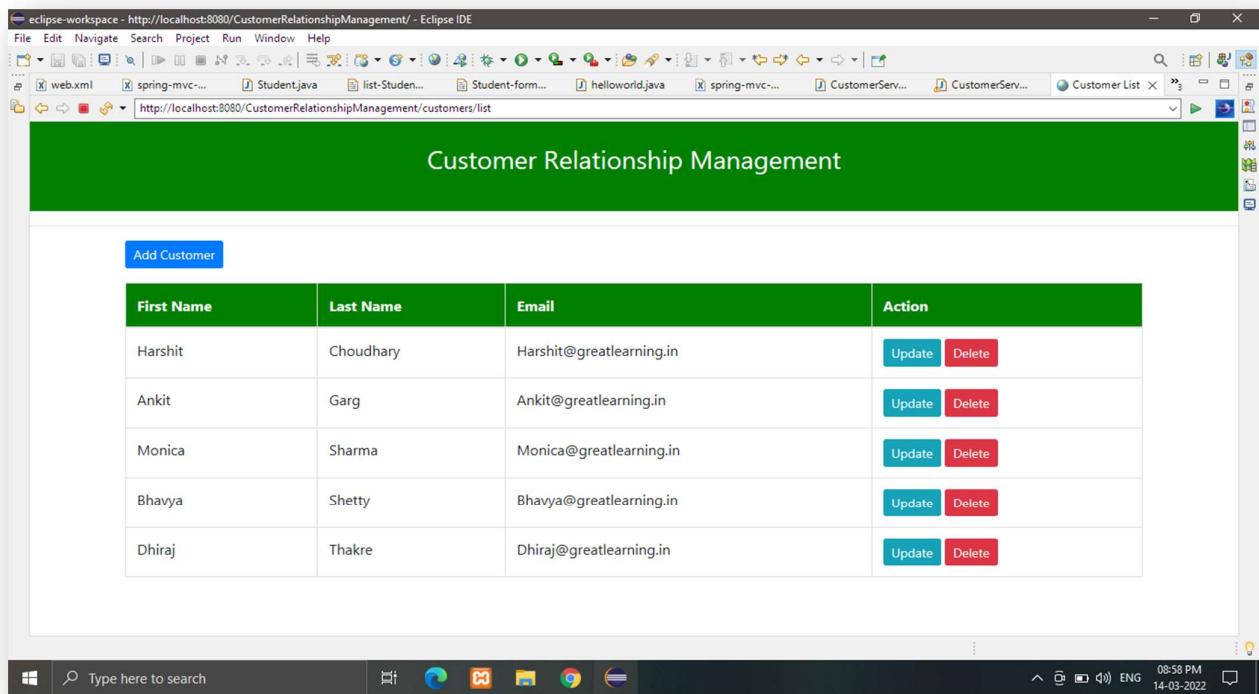 eclipse-workspace - http://localhost:8080/CustomerRelationshipManagement/ - Eclipse IDE
File Edit Navigate Search Project Run Window Help
web.xml spring-mvc-... Student.java list-Studen... Student-form... helloworld.java spring-mvc-... CustomerServ... CustomerServ... Customer List »3
http://localhost:8080/CustomerRelationshipManagement/customers/list
Customer Relationship Management
Add Customer
First Name Last Name Email Action
Harshit Choudhary Harshit@greatlearning.in Update Delete
Ankit Garg Ankit@greatlearning.in Update Delete
Monica Sharma Monica@greatlearning.in Update Delete
Bhavya Shetty Bhavya@greatlearning.in Update Delete
Dhiraj Thakre Dhiraj@greatlearning.in Update Delete
Type here to search
ENG
08:58 PM
14-03-2022